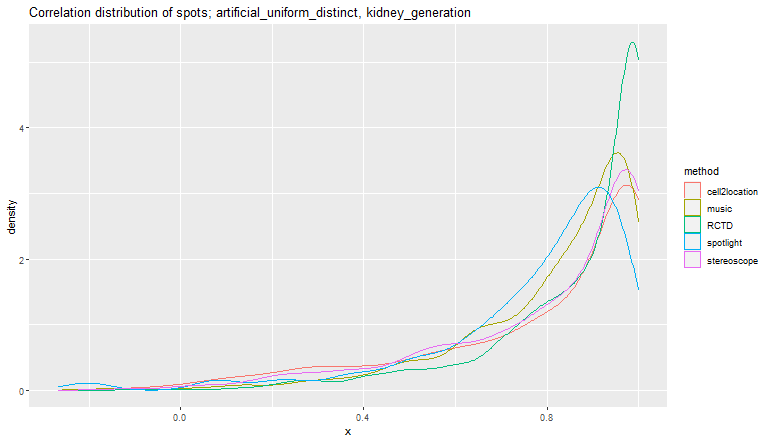 Correlation distribution of spots; artificial_uniform_distinct, kidney_generation
density
4
2
0
0.0
0.4
0.8
x
method
cell2location
music
RCTD
spotlight
stereoscope